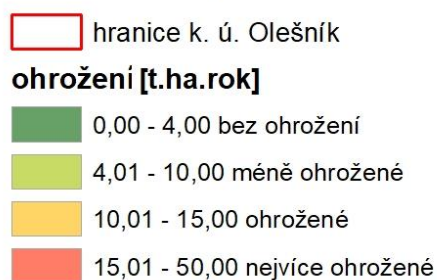 hranice k. ú. Olešník
ohrožení [t.ha.rok]
0,00 - 4,00 bez ohrožení
4,01 - 10,00 méně ohrožené
10,01 - 15,00 ohrožené
15,01 - 50,00 nejvíce ohrožené